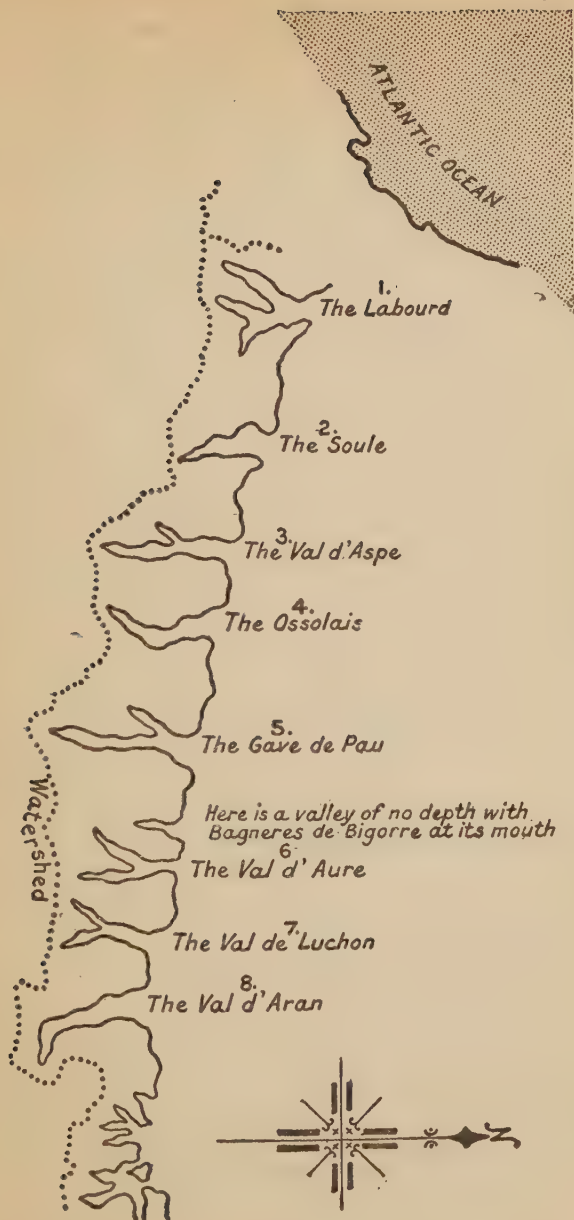 ATLANTIC OCEAN
1.
The Labourd
2.
The Soule
3.
The Val d'Aspe
4.
The Ossolais
5.
The Gave de Pau
Here is a valley of no depth with
Bagneres de Bigorre at its mouth
6
The Val d'Aure
7.
The Val de Luchon
8.
The Val d'Aran
Watershed
N